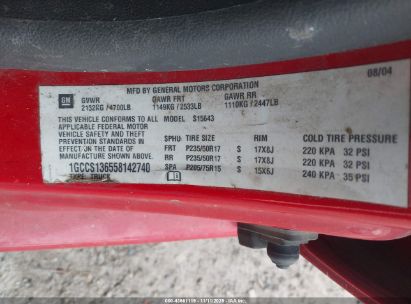 08/04
MFD BY GENERAL MOTORS CORPORATION
GM GVWR GAWR FRT GAWR RR
2132KG / 4700LB 1149KG / 2533LB 1110KG / 2447LB
THIS VEHICLE CONFORMS TO ALL MODEL S15643
APPLICABLE FEDERAL MOTOR
VEHICLE SAFETY AND THEFT
PREVENTION STANDARDS
IN EFFECT ON THE DATE OF
MANUFACTURE SHOWN ABOVE.
1GCCS136558142740
TYPE: TRUCK
TIRE SIZE SPD RIM COLD TIRE PRESSURE
FRT P235/50R17 S 17X8J 220 KPA 32 PSI
RR P235/50R17 S 17X8J 220 KPA 32 PSI
SPA P205/75R15 S 15X6J 240 KPA 35 PSI